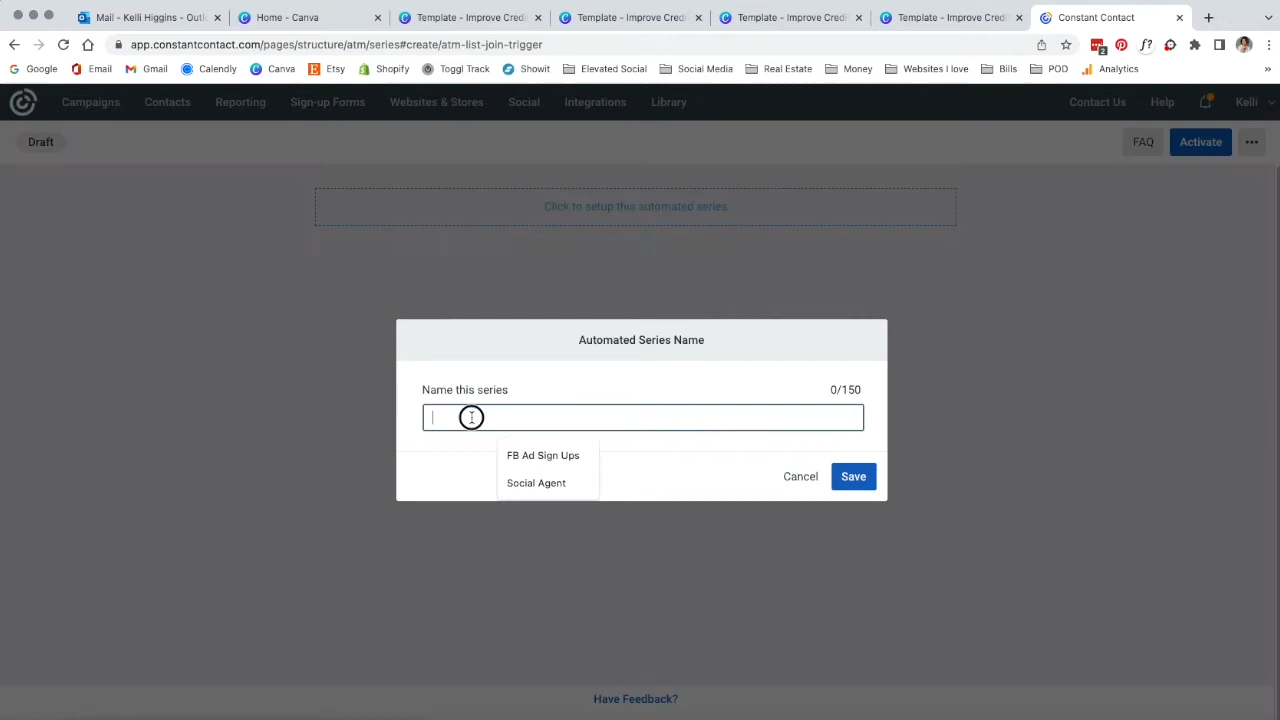 Mail - Kelli Higgins - Outl
Home - Canva
Template - Improve Credi
Template - Improve Credi
Template - Improve Credi
Template - Improve Credi
Constant Contact
app.constantcontact.com/pages/structure/atm/series#create/atm-list-join-trigger
2
f?
Google
Email
Gmail
Calendly
Canva
Etsy
Shopify
Toggl Track
Showit
Elevated Social
Social Media
Real Estate
Money
Websites I love
Bills
POD
Analytics
»
Campaigns
Contacts
Reporting
Sign-up Forms
Websites & Stores
Social
Integrations
Library
Contact Us
Help
Kelli
Draft
FAQ
Activate
Click to setup this automated series
Automated Series Name
Name this series
0/150
FB Ad Sign Ups
Social Agent
Cancel
Save
Have Feedback?